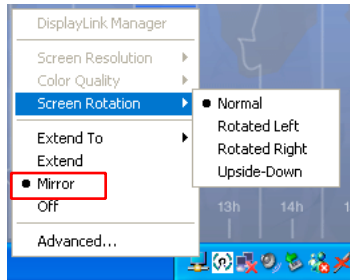 DisplayLink Manager
Screen Resolution
Color Quality
Screen Rotation
Normal
Rotated Left
Rotated Right
Upside-Down
Extend To
Extend
Mirror
Off
Advanced...
13h 14h 1